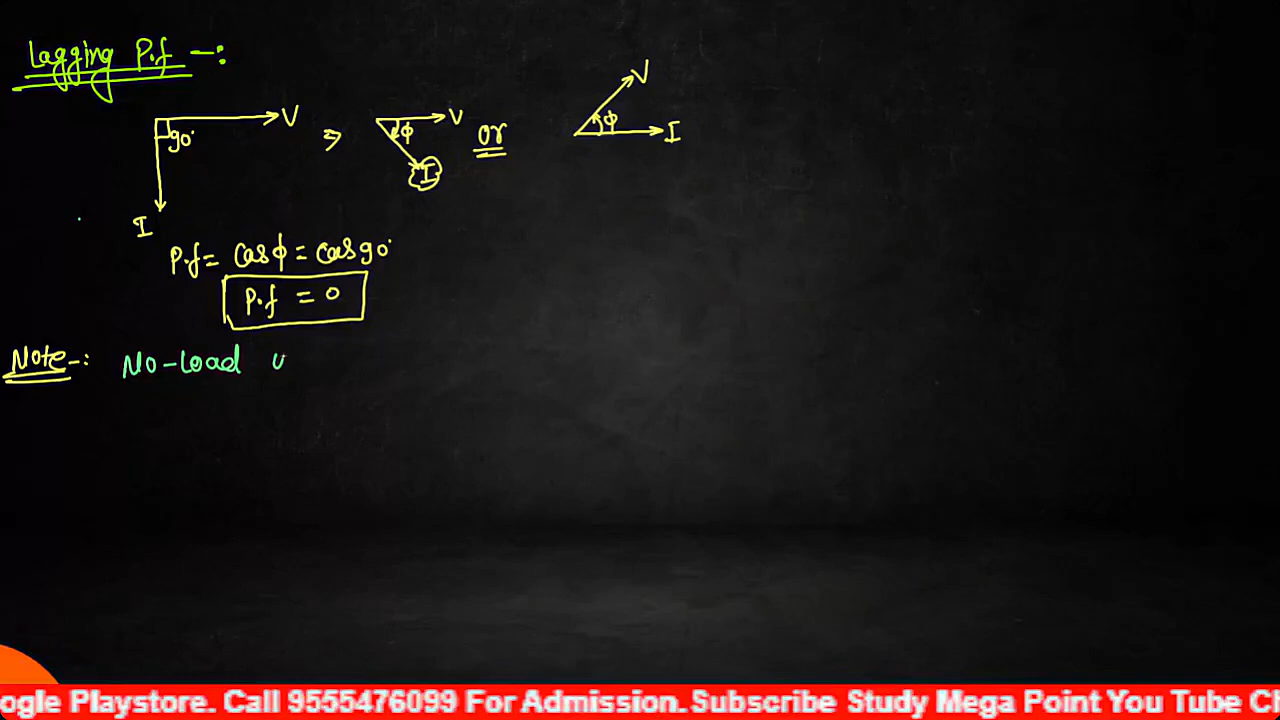 Lagging P.f -:
V
90°
I
⇒
V
ϕ
I
or
V
ϕ
I
P.f = cosϕ = cos90°
P.f = 0
Note-: No-Load
ogle Playstore. Call 9555476099 For Admission. Subscribe Study Mega Point You Tube Ch